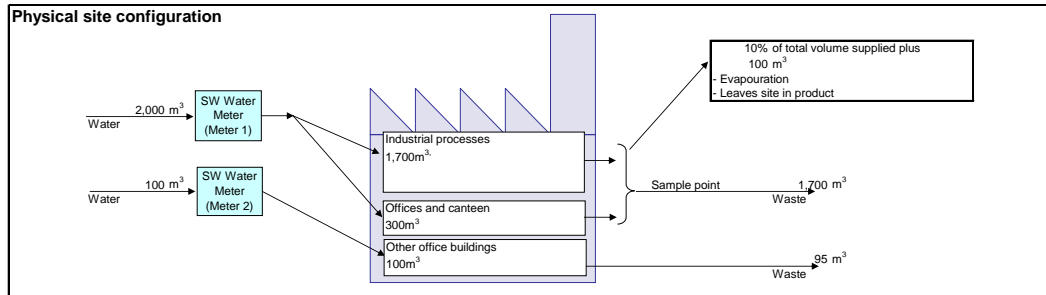 Physical site configuration
10% of total volume supplied plus
100 m³
- Evapouration
- Leaves site in product
2,000 m³
Water
SW Water
Meter
(Meter 1)
Industrial processes
1,700m³·
100 m³
Water
SW Water
Meter
(Meter 2)
Sample point
1,700 m³
Waste
Offices and canteen
300m³
Other office buildings
100m³
95 m³
Waste